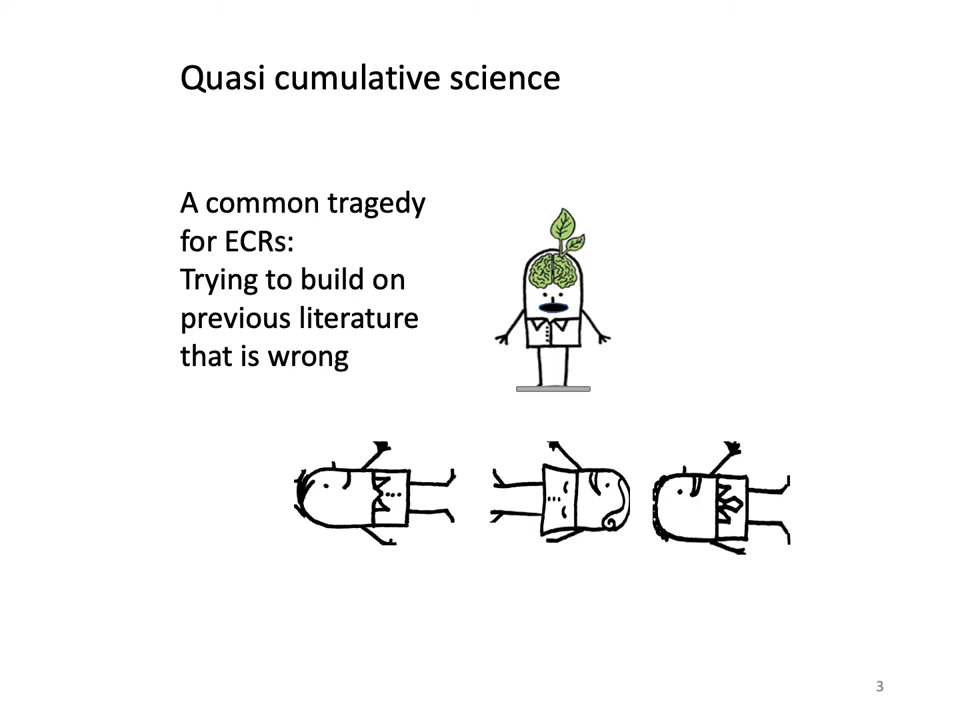 Quasi cumulative science
A common tragedy
for ECRs:
Trying to build on
previous literature
that is wrong
3